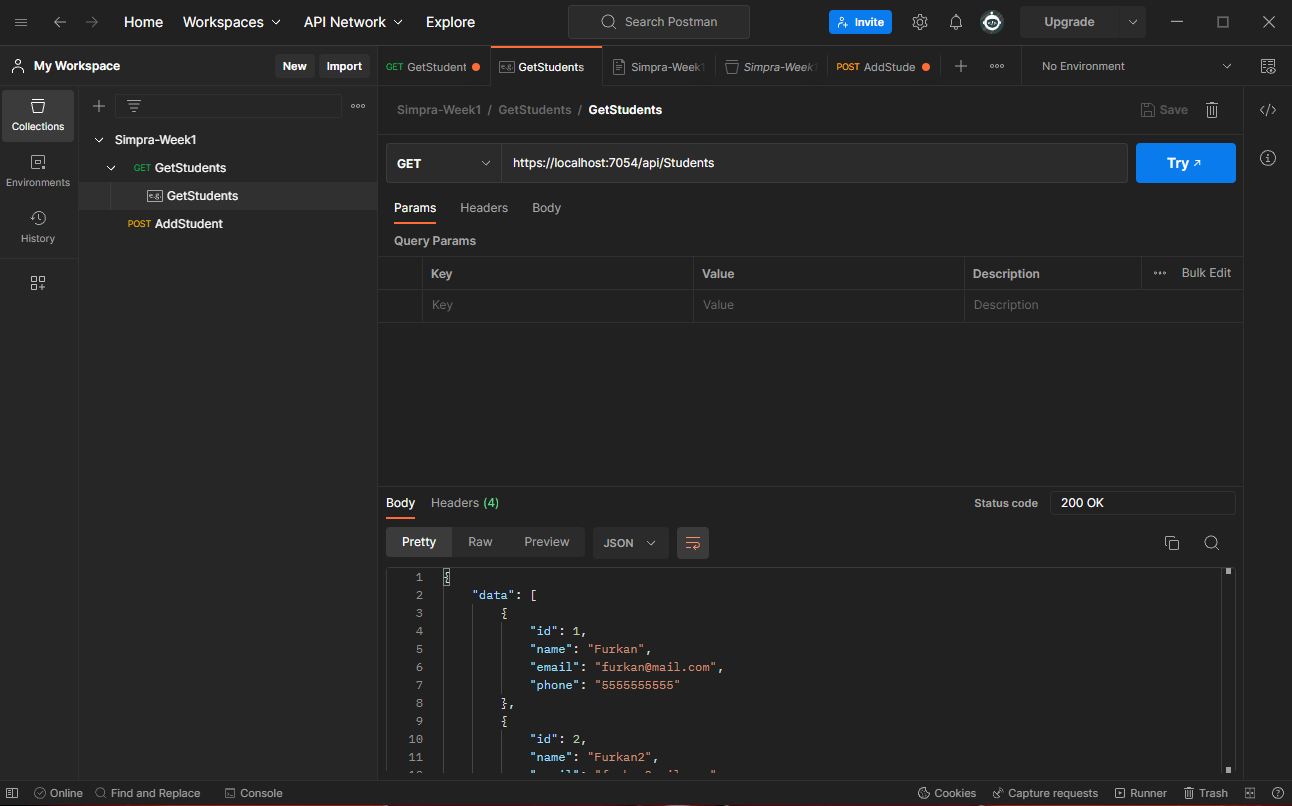 Home Workspaces API Network Explore Search Postman Invite Upgrade
My Workspace New Import GET GetStudent GetStudents Simpra-Week1 Simpra-Week1 POST AddStude No Environment
Collections
Environments
History
Simpra-Week1
GET GetStudents
e.g. GetStudents
POST AddStudent
Simpra-Week1 / GetStudents / GetStudents Save
GET https://localhost:7054/api/Students Try
Params Headers Body
Query Params
Key Value Description Bulk Edit
Key Value Description
Body Headers (4) Status code 200 OK
Pretty Raw Preview JSON
1 {
2 "data": [
3 {
4 "id": 1,
5 "name": "Furkan",
6 "email": "furkan@mail.com",
7 "phone": "5555555555"
8 },
9 {
10 "id": 2,
11 "name": "Furkan2",
Online Find and Replace Console Cookies Capture requests Runner Trash